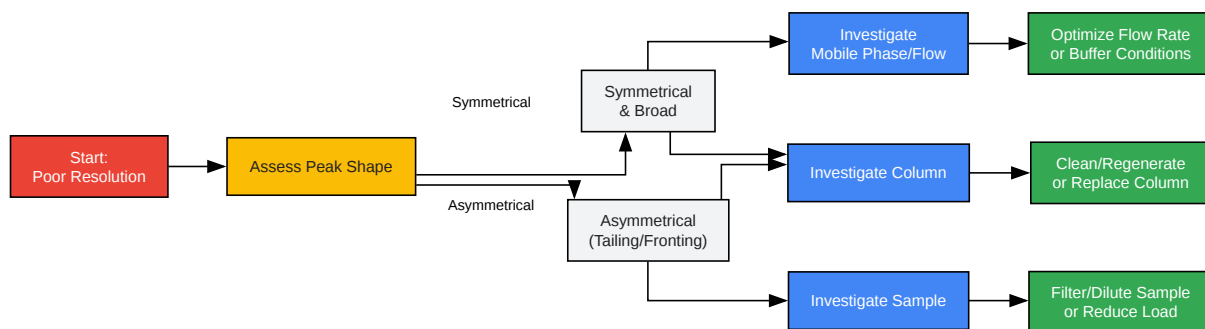 Start:
Poor Resolution
Assess Peak Shape
Symmetrical
Asymmetrical
Symmetrical
& Broad
Asymmetrical
(Tailing/Fronting)
Investigate
Mobile Phase/Flow
Investigate Column
Investigate Sample
Optimize Flow Rate
or Buffer Conditions
Clean/Regenerate
or Replace Column
Filter/Dilute Sample
or Reduce Load